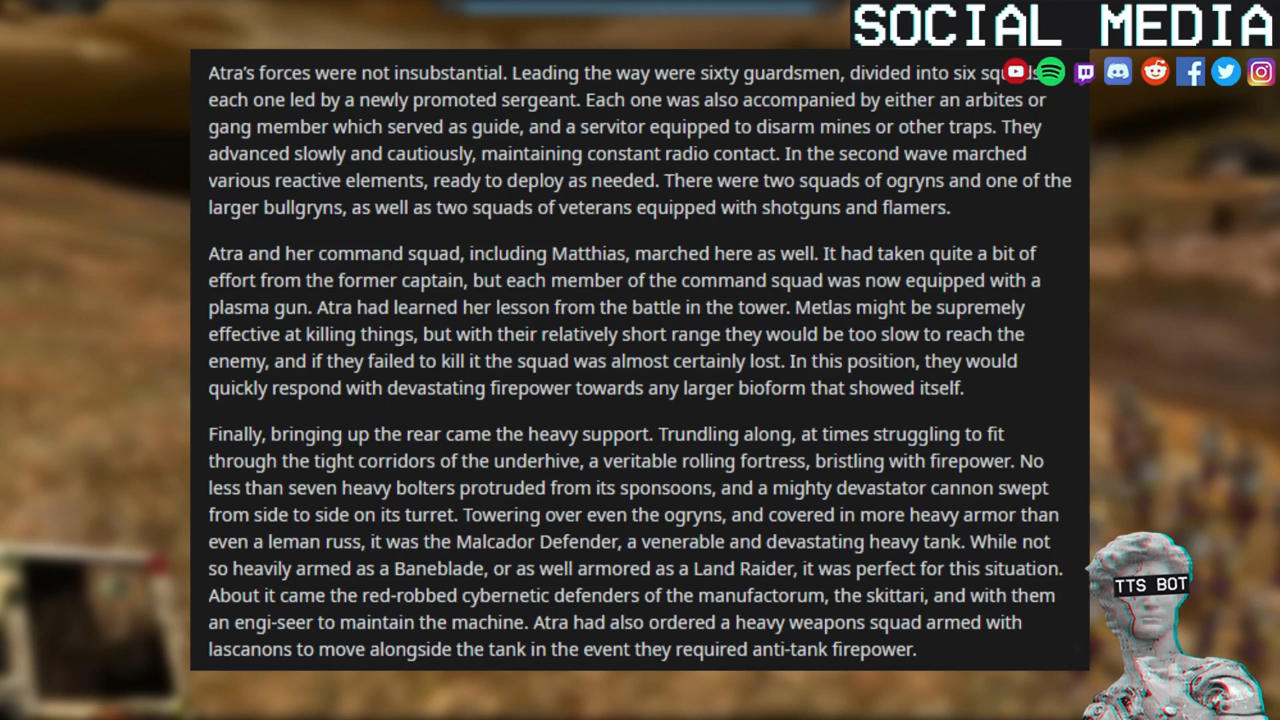 SOCIAL MEDIA
Atra's forces were not insubstantial. Leading the way were sixty guardsmen, divided into six
each one led by a newly promoted sergeant. Each one was also accompanied by either an arbites or
gang member which served as guide, and a servitor equipped to disarm mines or other traps. They
advanced slowly and cautiously, maintaining constant radio contact. In the second wave marched
various reactive elements, ready to deploy as needed. There were two squads of ogryns and one of the
larger bullgryns, as well as two squads of veterans equipped with shotguns and flamers.
Atra and her command squad, including Matthias, marched here as well. It had taken quite a bit of
effort from the former captain, but each member of the command squad was now equipped with a
plasma gun. Atra had learned her lesson from the battle in the tower. Metlas might be supremely
effective at killing things, but with their relatively short range they would be too slow to reach the
enemy, and if they failed to kill it the squad was almost certainly lost. In this position, they would
quickly respond with devastating firepower towards any larger bioform that showed itself.
Finally, bringing up the rear came the heavy support. Trundling along, at times struggling to fit
through the tight corridors of the underhive, a veritable rolling fortress, bristling with firepower. No
less than seven heavy bolters protruded from its sponsoons, and a mighty devastator cannon swept
from side to side on its turret. Towering over even the ogryns, and covered in more heavy armor than
even a leman russ, it was the Malcador Defender, a venerable and devastating heavy tank. While not
so heavily armed as a Baneblade, or as well armored as a Land Raider, it was perfect for this situation.
About it came the red-robbed cybernetic defenders of the manufactorum, the skittari, and with them
an engi-seer to maintain the machine. Atra had also ordered a heavy weapons squad armed with
lascanons to move alongside the tank in the event they required anti-tank firepower.
TTS BOT